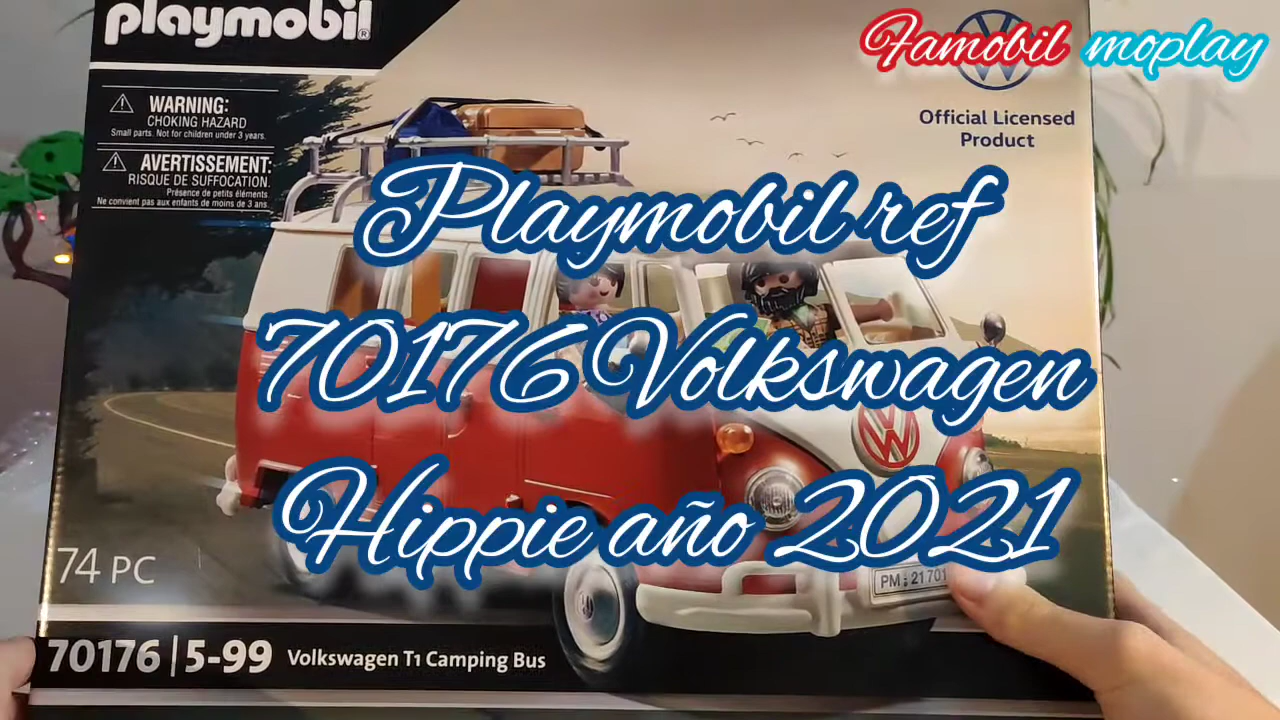 playmobil
Famobil moplay
WARNING:
CHOKING HAZARD
Small parts. Not for children under 3 years.
AVERTISSEMENT:
RISQUE DE SUFFOCATION.
Présence de petits éléments.
Ne convient pas aux enfants de moins de 3 ans.
Official Licensed
Product
Playmobil ref
70176 Volkswagen
Hippie año 2021
74 PC
70176 | 5-99 Volkswagen T1 Camping Bus